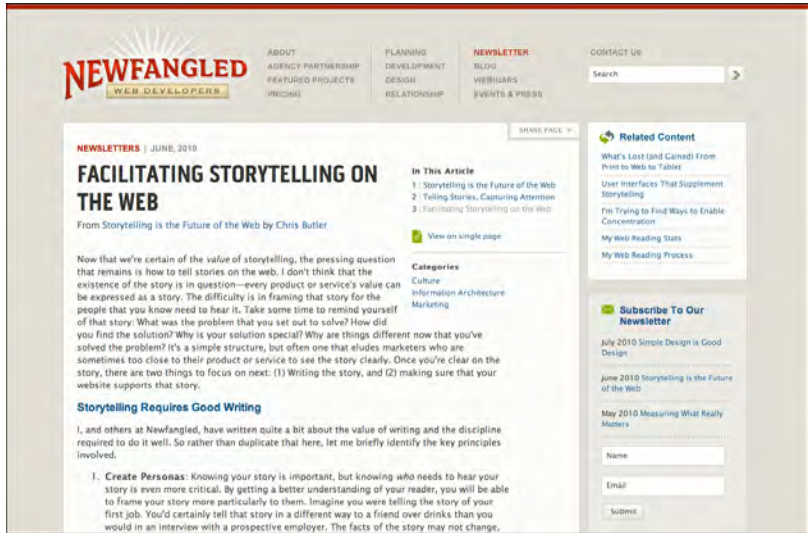 NEWFANGLED
WEB DEVELOPERS
ABOUT
AGENCY PARTNERSHIP
FEATURED PROJECTS
PRICING
PLANNING
DEVELOPMENT
DESIGN
RELATIONSHIP
NEWSLETTER
BLOG
WEBINARS
EVENTS & PRESS
CONTACT US
Search
SHARE PAGE
NEWSLETTERS | JUNE, 2010
FACILITATING STORYTELLING ON
THE WEB
From Storytelling is the Future of the Web by Chris Butler
In This Article
1 : Storytelling is the Future of the Web
2 : Telling Stories, Capturing Attention
3 : Facilitating Storytelling on the Web
View on single page
Categories
Culture
Information Architecture
Marketing
Now that we're certain of the value of storytelling, the pressing question
that remains is how to tell stories on the web. I don't think that the
existence of the story is in question—every product or service's value can
be expressed as a story. The difficulty is in framing that story for the
people that you know need to hear it. Take some time to remind yourself
of that story: What was the problem that you set out to solve? How did
you find the solution? Why is your solution special? Why are things different now that you've
solved the problem? It's a simple structure, but often one that eludes marketers who are
sometimes too close to their product or service to see the story clearly. Once you're clear on the
story, there are two things to focus on next: (1) Writing the story, and (2) making sure that your
website supports that story.
Storytelling Requires Good Writing
I, and others at Newfangled, have written quite a bit about the value of writing and the discipline
required to do it well. So rather than duplicate that here, let me briefly identify the key principles
involved.
1. Create Personas: Knowing your story is important, but knowing who needs to hear your
story is even more critical. By getting a better understanding of your reader, you will be able
to frame your story more particularly to them. Imagine you were telling the story of your
first job. You'd certainly tell that story in a different way to a friend over drinks than you
would in an interview with a prospective employer. The facts of the story may not change,
Related Content
What's Lost (and Gained) From
Print to Web to Tablet
User Interfaces That Supplement
Storytelling
I'm Trying to Find Ways to Enable
Concentration
My Web Reading Stats
My Web Reading Process
Subscribe To Our
Newsletter
July 2010 Simple Design is Good
Design
June 2010 Storytelling is the Future
of the Web
May 2010 Measuring What Really
Matters
Name
Email
Submit